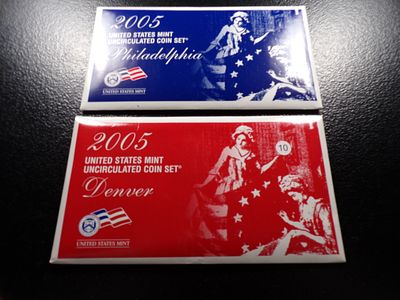 2005
UNITED STATES MINT
UNCIRCULATED COIN SET®
Philadelphia
UNITED STATES MINT
2005
UNITED STATES MINT
UNCIRCULATED COIN SET®
Denver
10
UNITED STATES MINT